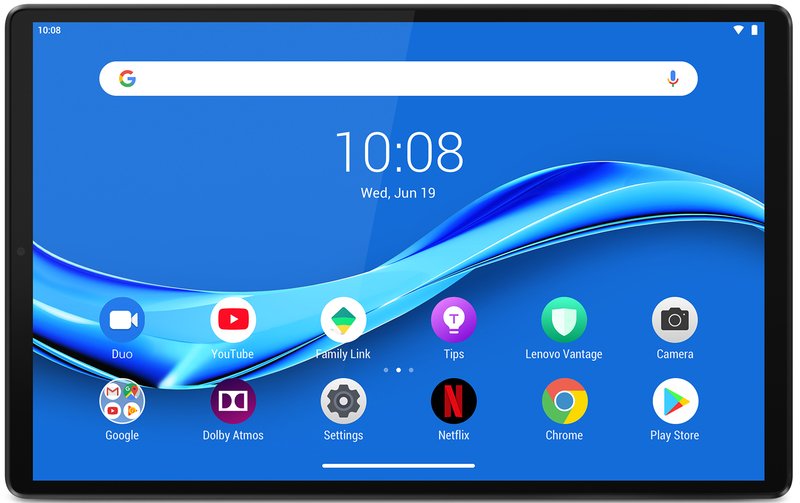 10:08
10:08
Wed, Jun 19
Duo
YouTube
Family Link
T
Tips
Lenovo Vantage
Camera
Google
Dolby Atmos
Settings
N
Netflix
Chrome
Play Store